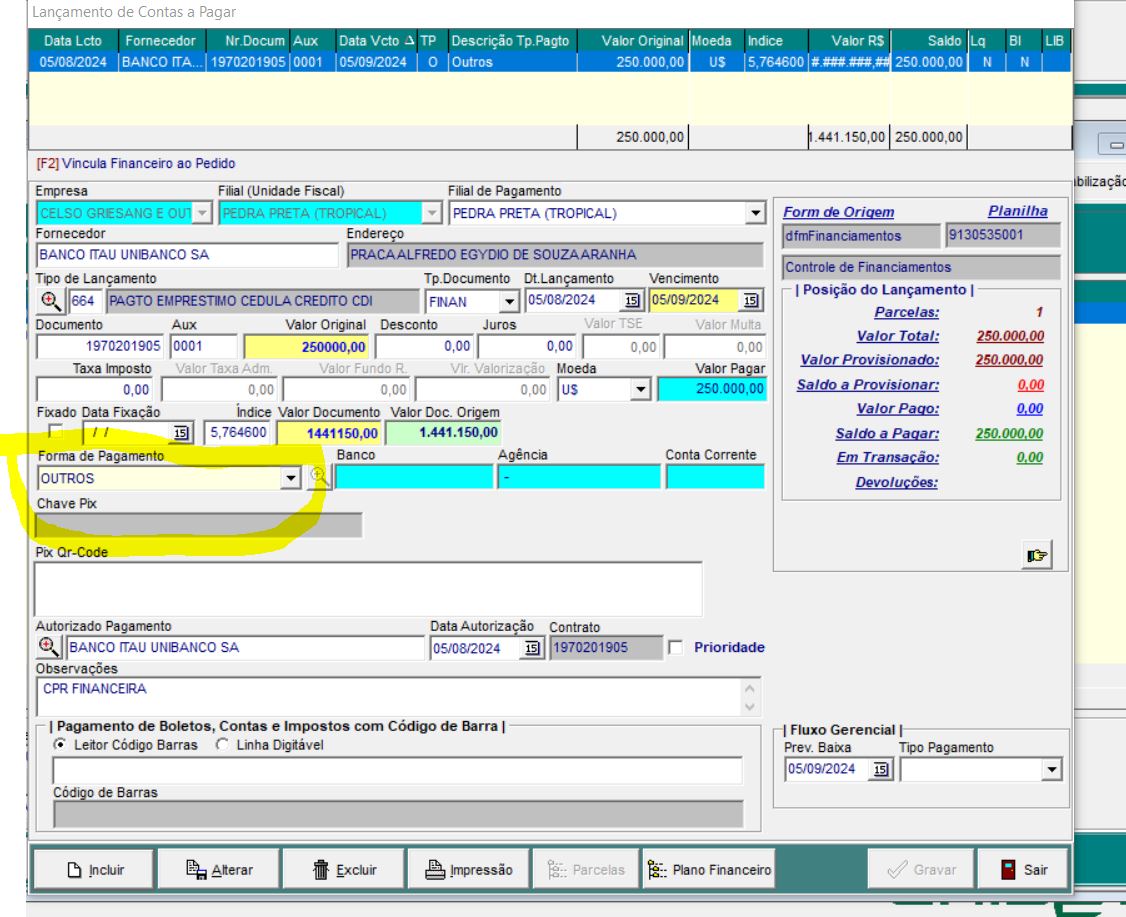 Lançamento de Contas a Pagar
Data Lcto Fornecedor Nr.Docum Aux Data Vcto TP Descrição Tp.Pagto Valor Original Moeda Indice Valor R$ Saldo Lq Bl LIB
05/08/2024 BANCO ITA... 1970201905 0001 05/09/2024 O Outros 250.000,00 U$ 5,764600 #.###.###,## 250.000,00 N N
250.000,00 1.441.150,00 250.000,00
[F2] Vincula Financeiro ao Pedido
bilização
Empresa Filial (Unidade Fiscal) Filial de Pagamento
CELSO GRIESANG E OUT PEDRA PRETA (TROPICAL) PEDRA PRETA (TROPICAL)
Fornecedor Endereço
BANCO ITAU UNIBANCO SA PRACA ALFREDO EGYDIO DE SOUZA ARANHA
Tipo de Lançamento Tp.Documento Dt.Lançamento Vencimento
664 PAGTO EMPRESTIMO CEDULA CREDITO CDI FINAN 05/08/2024 15 05/09/2024 15
Documento Aux Valor Original Desconto Juros Valor TSE Valor Multa
1970201905 0001 250000,00 0,00 0,00 0,00 0,00
Taxa Imposto Valor Taxa Adm. Valor Fundo R. Vlr. Valorização Moeda Valor Pagar
0,00 0,00 0,00 0,00 U$ 250.000,00
Fixado Data Fixação Índice Valor Documento Valor Doc. Origem
/ / 15 5,764600 1441150,00 1.441.150,00
Forma de Pagamento Banco Agência Conta Corrente
OUTROS -
Chave Pix
Pix Qr-Code
Form de Origem Planilha
dfmFinanciamentos 9130535001
Controle de Financiamentos
| Posição do Lançamento |
Parcelas: 1
Valor Total: 250.000,00
Valor Provisionado: 250.000,00
Saldo a Provisionar: 0,00
Valor Pago: 0,00
Saldo a Pagar: 250.000,00
Em Transação: 0,00
Devoluções:
Autorizado Pagamento Data Autorização Contrato
BANCO ITAU UNIBANCO SA 05/08/2024 15 1970201905 Prioridade
Observações
CPR FINANCEIRA
| Pagamento de Boletos, Contas e Impostos com Código de Barra |
Leitor Código Barras Linha Digitável
Código de Barras
| Fluxo Gerencial |
Prev. Baixa Tipo Pagamento
05/09/2024 15
Incluir Alterar Excluir Impressão Parcelas Plano Financeiro Gravar Sair